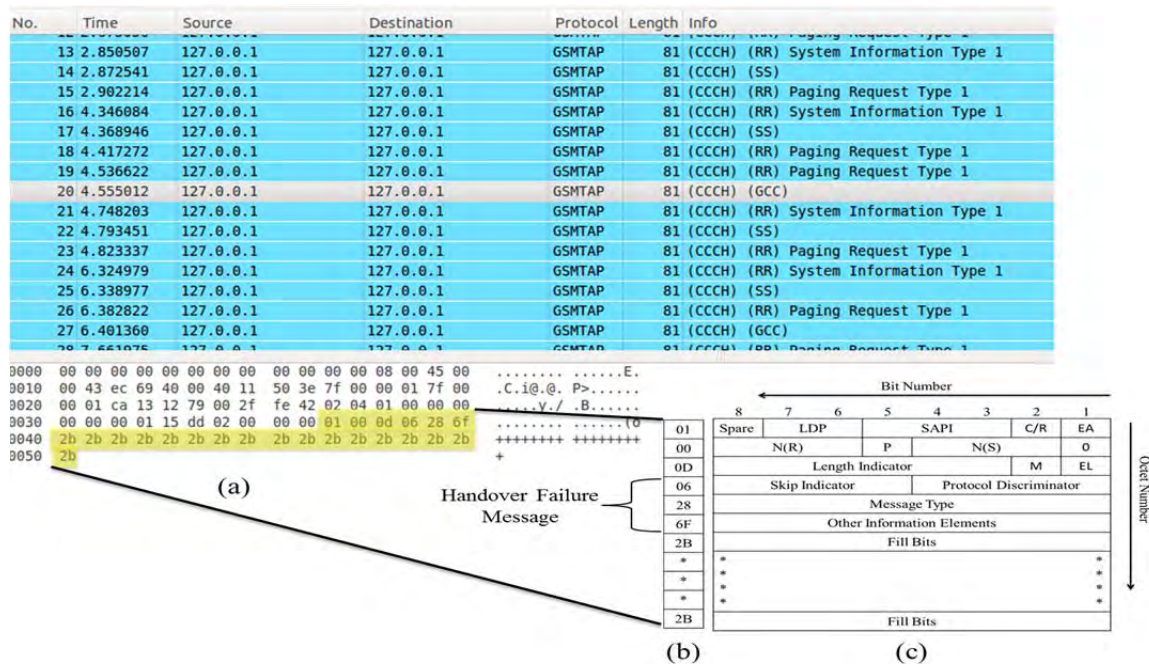 No. Time Source Destination Protocol Length Info
13 2.850507 127.0.0.1 127.0.0.1 GSMTAP 81 (CCCH) (RR) System Information Type 1
14 2.872541 127.0.0.1 127.0.0.1 GSMTAP 81 (CCCH) (SS)
15 2.902214 127.0.0.1 127.0.0.1 GSMTAP 81 (CCCH) (RR) Paging Request Type 1
16 4.346084 127.0.0.1 127.0.0.1 GSMTAP 81 (CCCH) (RR) System Information Type 1
17 4.368946 127.0.0.1 127.0.0.1 GSMTAP 81 (CCCH) (SS)
18 4.417272 127.0.0.1 127.0.0.1 GSMTAP 81 (CCCH) (RR) Paging Request Type 1
19 4.536622 127.0.0.1 127.0.0.1 GSMTAP 81 (CCCH) (RR) Paging Request Type 1
20 4.555012 127.0.0.1 127.0.0.1 GSMTAP 81 (CCCH) (GCC)
21 4.748203 127.0.0.1 127.0.0.1 GSMTAP 81 (CCCH) (RR) System Information Type 1
22 4.793451 127.0.0.1 127.0.0.1 GSMTAP 81 (CCCH) (SS)
23 4.823337 127.0.0.1 127.0.0.1 GSMTAP 81 (CCCH) (RR) Paging Request Type 1
24 6.324979 127.0.0.1 127.0.0.1 GSMTAP 81 (CCCH) (RR) System Information Type 1
25 6.338977 127.0.0.1 127.0.0.1 GSMTAP 81 (CCCH) (SS)
26 6.382822 127.0.0.1 127.0.0.1 GSMTAP 81 (CCCH) (RR) Paging Request Type 1
27 6.401360 127.0.0.1 127.0.0.1 GSMTAP 81 (CCCH) (GCC)
0000 00 00 00 00 00 00 00 00 00 00 00 00 08 00 45 00 ........ ......E.
0010 00 43 ec 69 40 00 40 11 50 3e 7f 00 00 01 7f 00 .C.i@.@. P>......
0020 00 01 ca 13 12 79 00 2f fe 42 02 04 01 00 00 00 .....y./ .B......
0030 00 00 00 01 15 dd 02 00 00 00 01 00 0d 06 28 6f ........ ......(o
0040 2b 2b 2b 2b 2b 2b 2b 2b 2b 2b 2b 2b 2b 2b 2b 2b ++++++++ ++++++++
0050 2b +
(a)
Bit Number
8 7 6 5 4 3 2 1
01 Spare LDP SAPI C/R EA
00 N(R) P N(S) 0
0D Length Indicator M EL
06 Skip Indicator Protocol Discriminator
28 Message Type
6F Other Information Elements
2B Fill Bits
* * *
* * *
* * *
* *
2B Fill Bits
Handover Failure
Message
Octet Number
(b) (c)